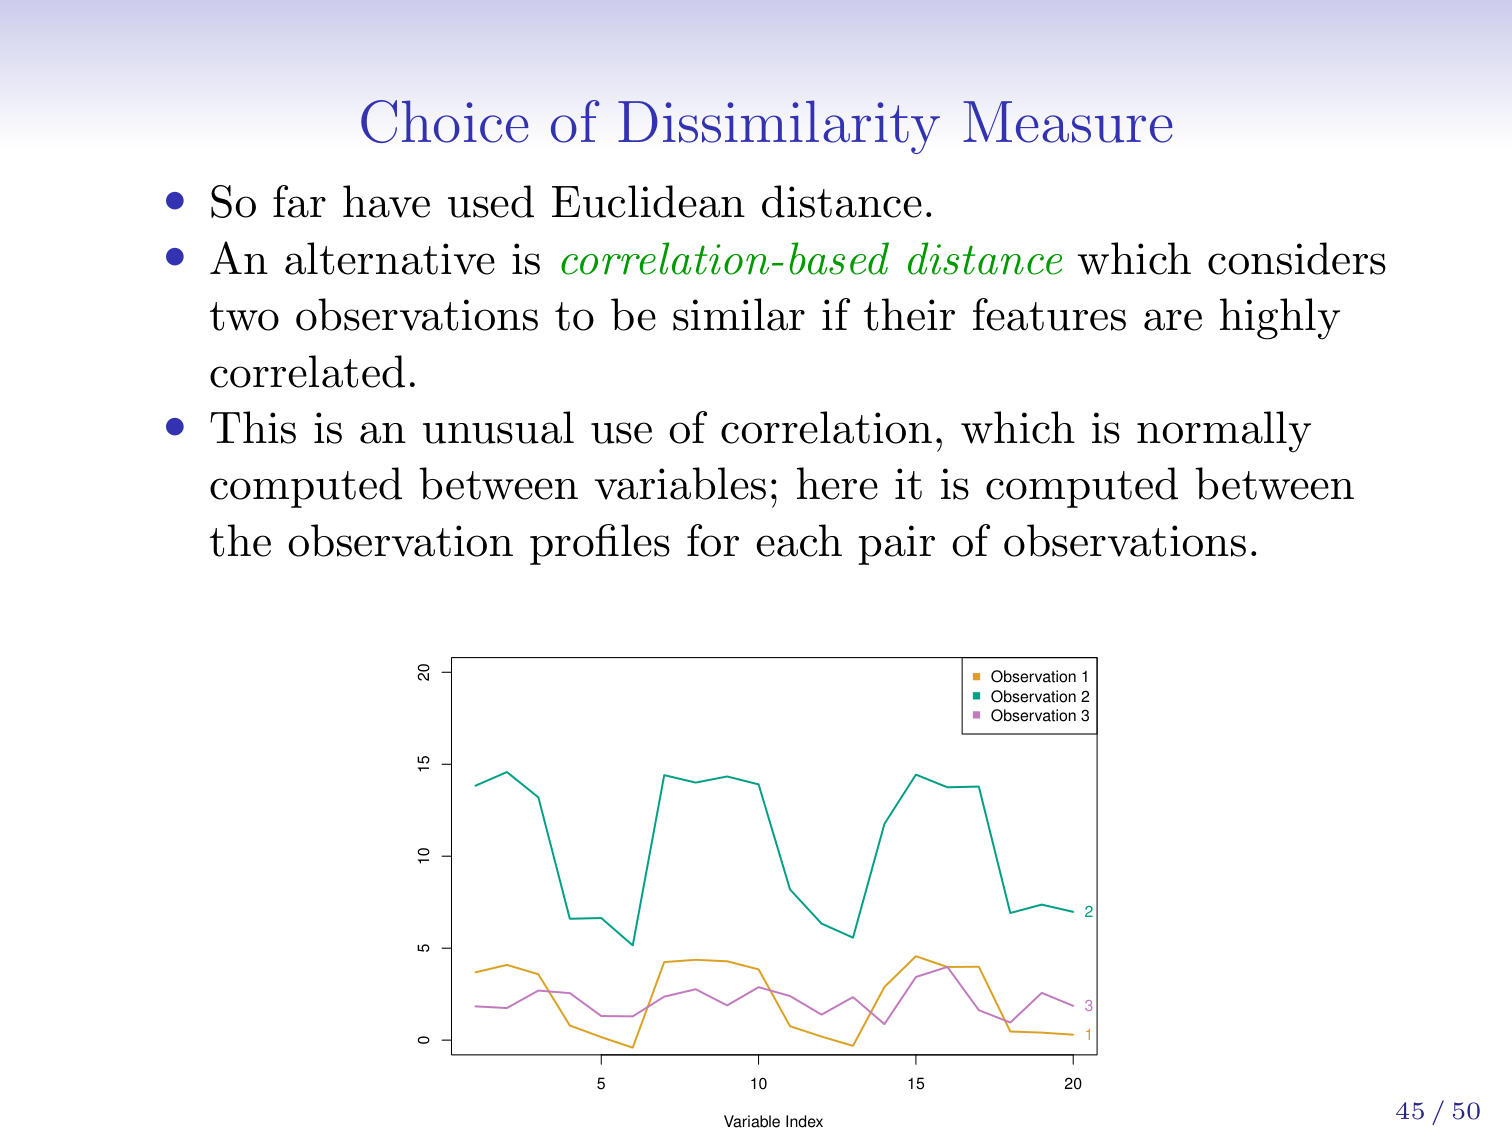 Choice of Dissimilarity Measure
• So far have used Euclidean distance.
• An alternative is correlation-based distance which considers
two observations to be similar if their features are highly
correlated.
• This is an unusual use of correlation, which is normally
computed between variables; here it is computed between
the observation profiles for each pair of observations.
20
15
10
5
0
Observation 1
Observation 2
Observation 3
2
3
1
5 10 15 20
Variable Index
45 / 50